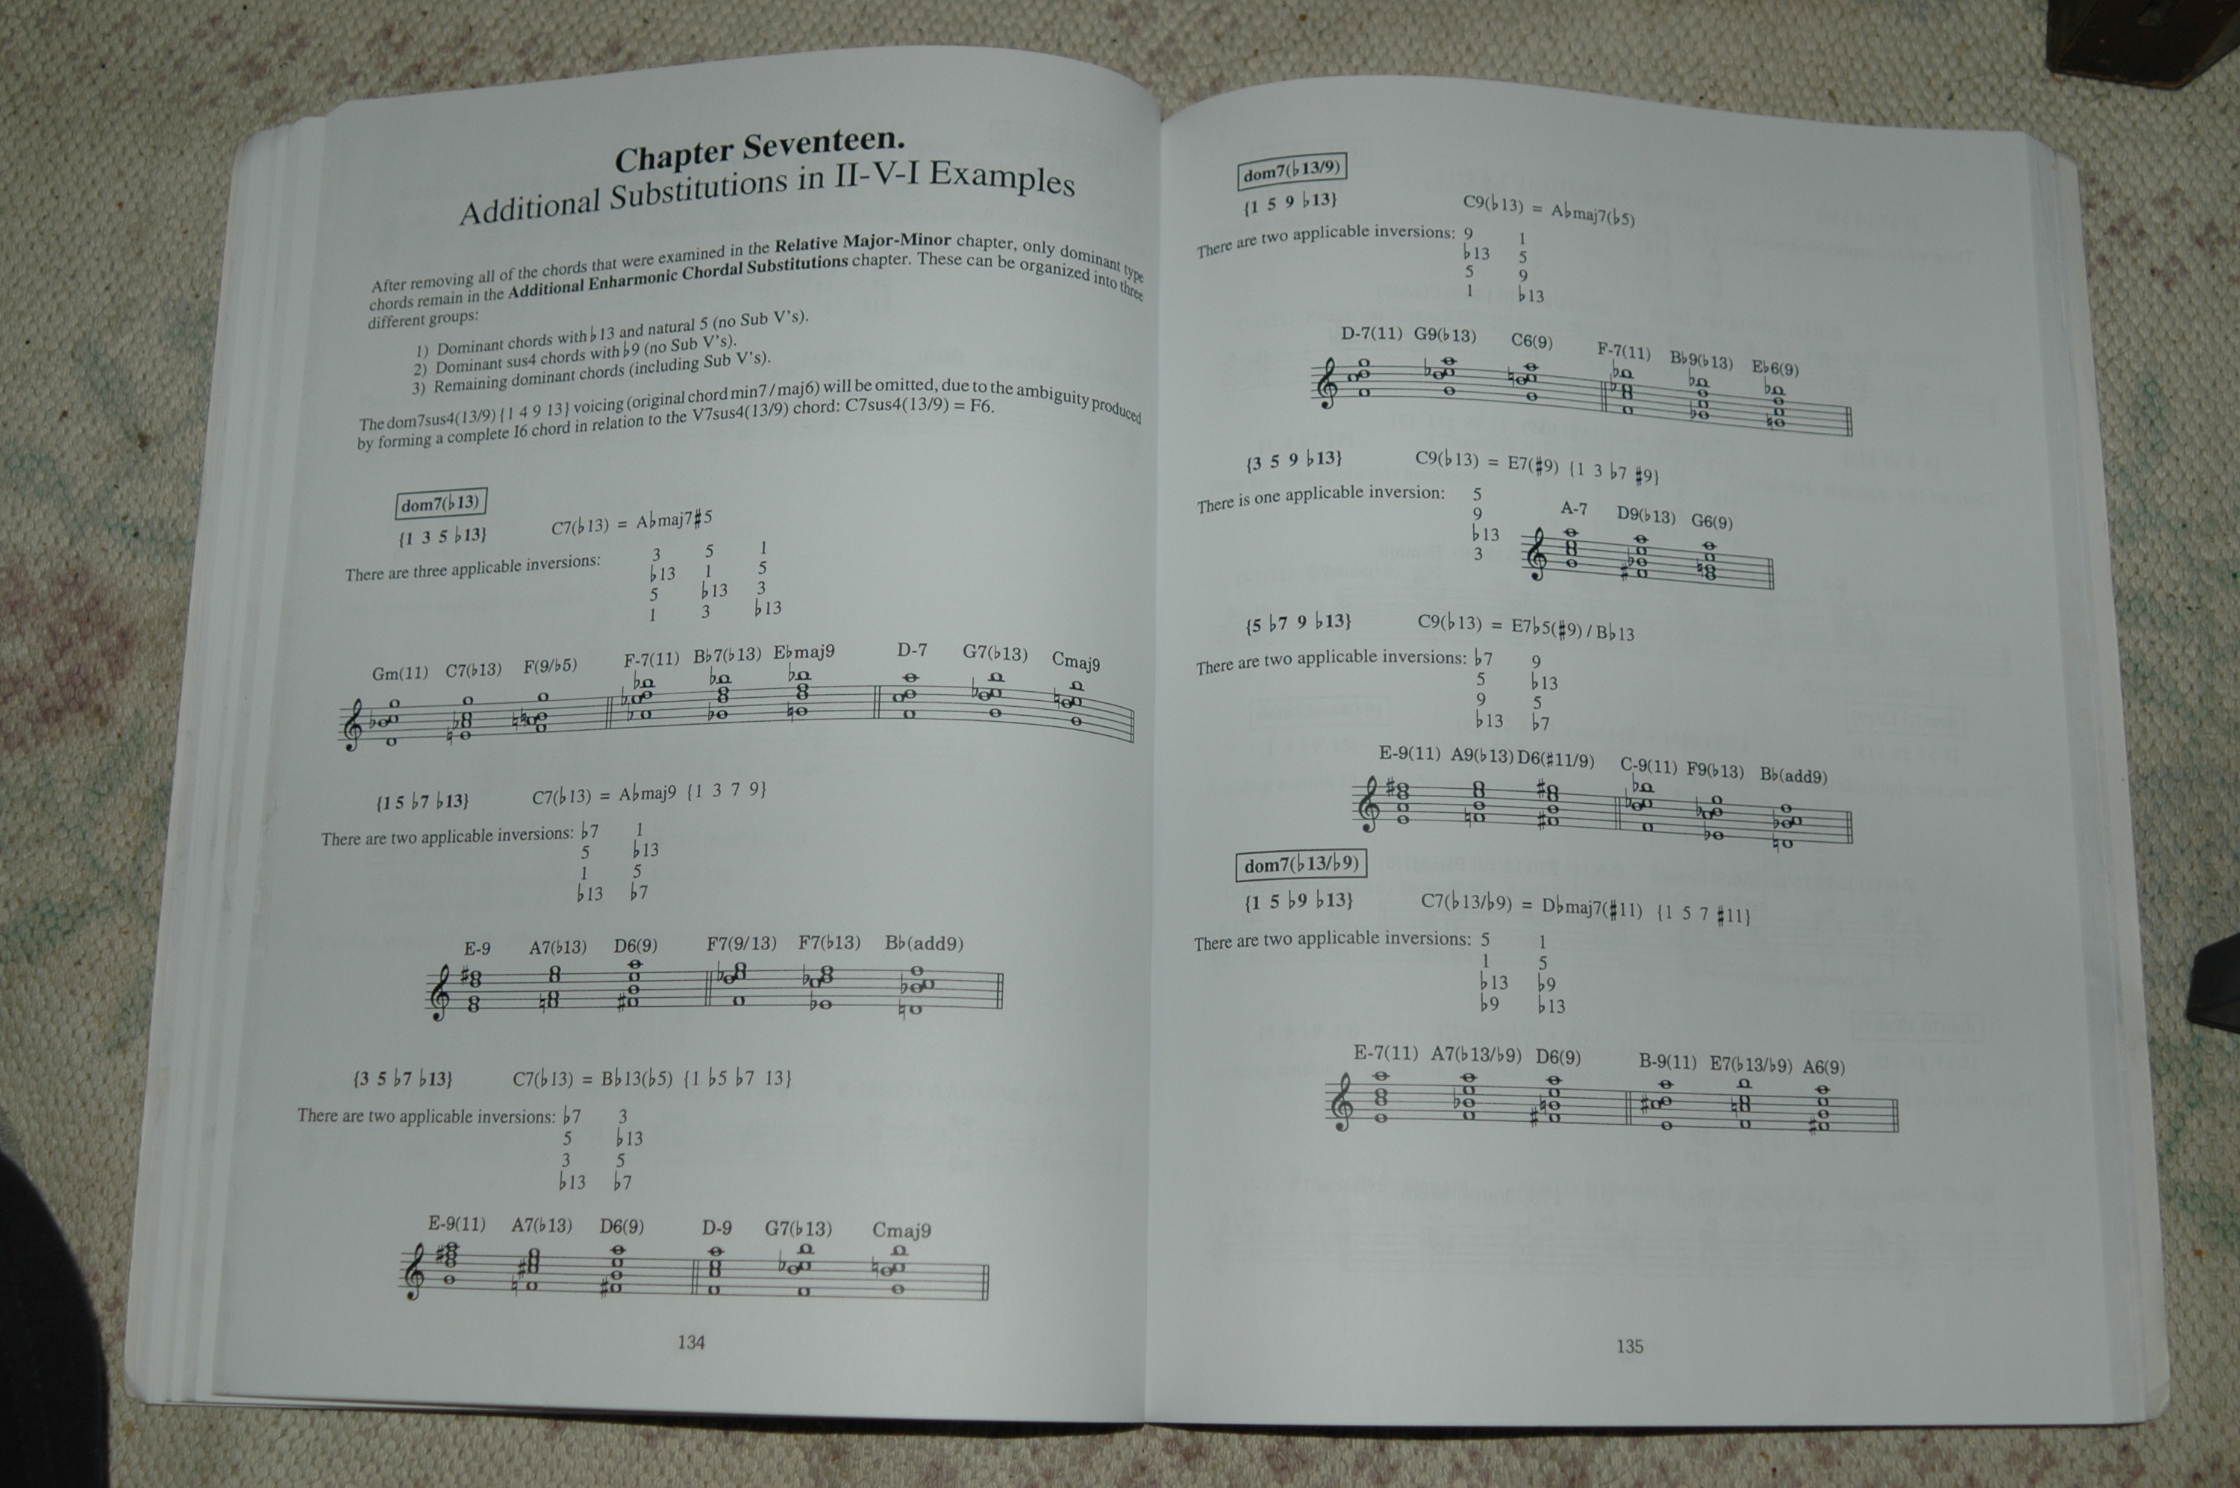 Chapter Seventeen.
Additional Substitutions in II-V-I Examples
After removing all of the chords that were examined in the Relative Major-Minor chapter, only dominant type
chords remain in the Additional Enharmonic Chordal Substitutions chapter. These can be organized into three
different groups:
1) Dominant chords with ♭13 and natural 5 (no Sub V's).
2) Dominant sus4 chords with ♭9 (no Sub V's).
3) Remaining dominant chords (including Sub V's).
The dom7sus4(13/9) {1 4 9 13} voicing (original chord min7/maj6) will be omitted, due to the ambiguity produced
by forming a complete I6 chord in relation to the V7sus4(13/9) chord: C7sus4(13/9) = F6.
dom7(♭13)
{1 3 5 ♭13} C7(♭13) = A♭maj7♯5
There are three applicable inversions: 3 5 1
♭13 1 5
5 ♭13 3
1 3 ♭13
Gm(11) C7(♭13) F(9/♭5) F-7(11) B♭7(♭13) E♭maj9 D-7 G7(♭13) Cmaj9
{1 5 ♭7 ♭13} C7(♭13) = A♭maj9 {1 3 7 9}
There are two applicable inversions: ♭7 1
5 ♭13
1 5
♭13 ♭7
E-9 A7(♭13) D6(9) F7(9/13) F7(♭13) B♭(add9)
{3 5 ♭7 ♭13} C7(♭13) = B♭13(♭5) {1 ♭5 ♭7 13}
There are two applicable inversions: ♭7 3
5 ♭13
3 5
♭13 ♭7
E-9(11) A7(♭13) D6(9) D-9 G7(♭13) Cmaj9
134
dom7(♭13/9)
{1 5 9 ♭13} C9(♭13) = A♭maj7(♭5)
There are two applicable inversions: 9 1
♭13 5
5 9
1 ♭13
D-7(11) G9(♭13) C6(9) F-7(11) B♭9(♭13) E♭6(9)
{3 5 9 ♭13} C9(♭13) = E7(♯9) {1 3 ♭7 ♯9}
There is one applicable inversion: 5
9
♭13
3
A-7 D9(♭13) G6(9)
{5 ♭7 9 ♭13} C9(♭13) = E7♭5(♯9) / B♭13
There are two applicable inversions: ♭7 9
5 ♭13
9 5
♭13 ♭7
E-9(11) A9(♭13) D6(♯11/9) C-9(11) F9(♭13) B♭(add9)
dom7(♭13/♭9)
{1 5 ♭9 ♭13} C7(♭13/♭9) = D♭maj7(♯11) {1 5 7 ♯11}
There are two applicable inversions: 5 1
1 5
♭13 ♭9
♭9 ♭13
E-7(11) A7(♭13/♭9) D6(9) B-9(11) E7(♭13/♭9) A6(9)
135